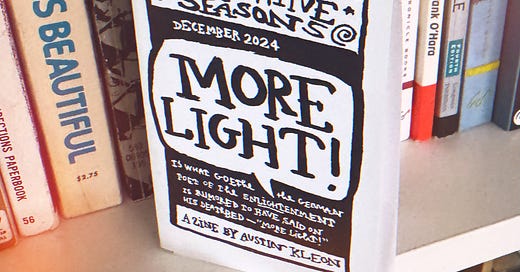 SEASONS
DECEMBER 2024
MORE
LIGHT!
IS WHAT GOETHE THE GERMAN
POET OF THE ENLIGHTENMENT
IS RUMORED TO HAVE SAID ON
HIS DEATHBED — "MORE LIGHT!"
A ZINE BY AUSTIN KLEON
BEAUTIFUL
$2.75
PAPERBOOK
56
O'HARA